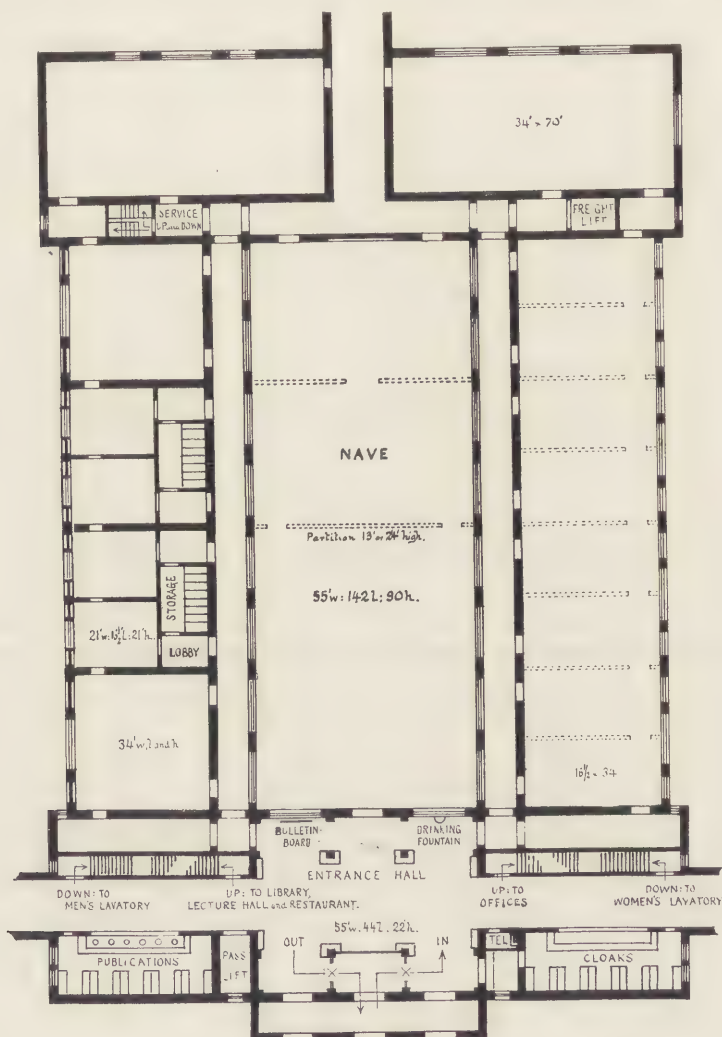 34' × 70'
SERVICE
UP and DOWN
FREIGHT
LIFT
NAVE
Partition 13' or 24' high.
STORAGE
55'w: 142 l; 90 h.
21'w: 16½' l: 21' h.
LOBBY
34' w, l and h
16½ × 34
BULLETIN-
BOARD
DRINKING
FOUNTAIN
ENTRANCE HALL
DOWN: TO
MEN'S LAVATORY
UP: TO LIBRARY,
LECTURE HALL and RESTAURANT.
UP: TO
OFFICES
DOWN: TO
WOMEN'S LAVATORY
55'w. 44 l. 22 h.
OUT
IN
PUBLICATIONS
PASS
LIFT
TEL
CLOAKS